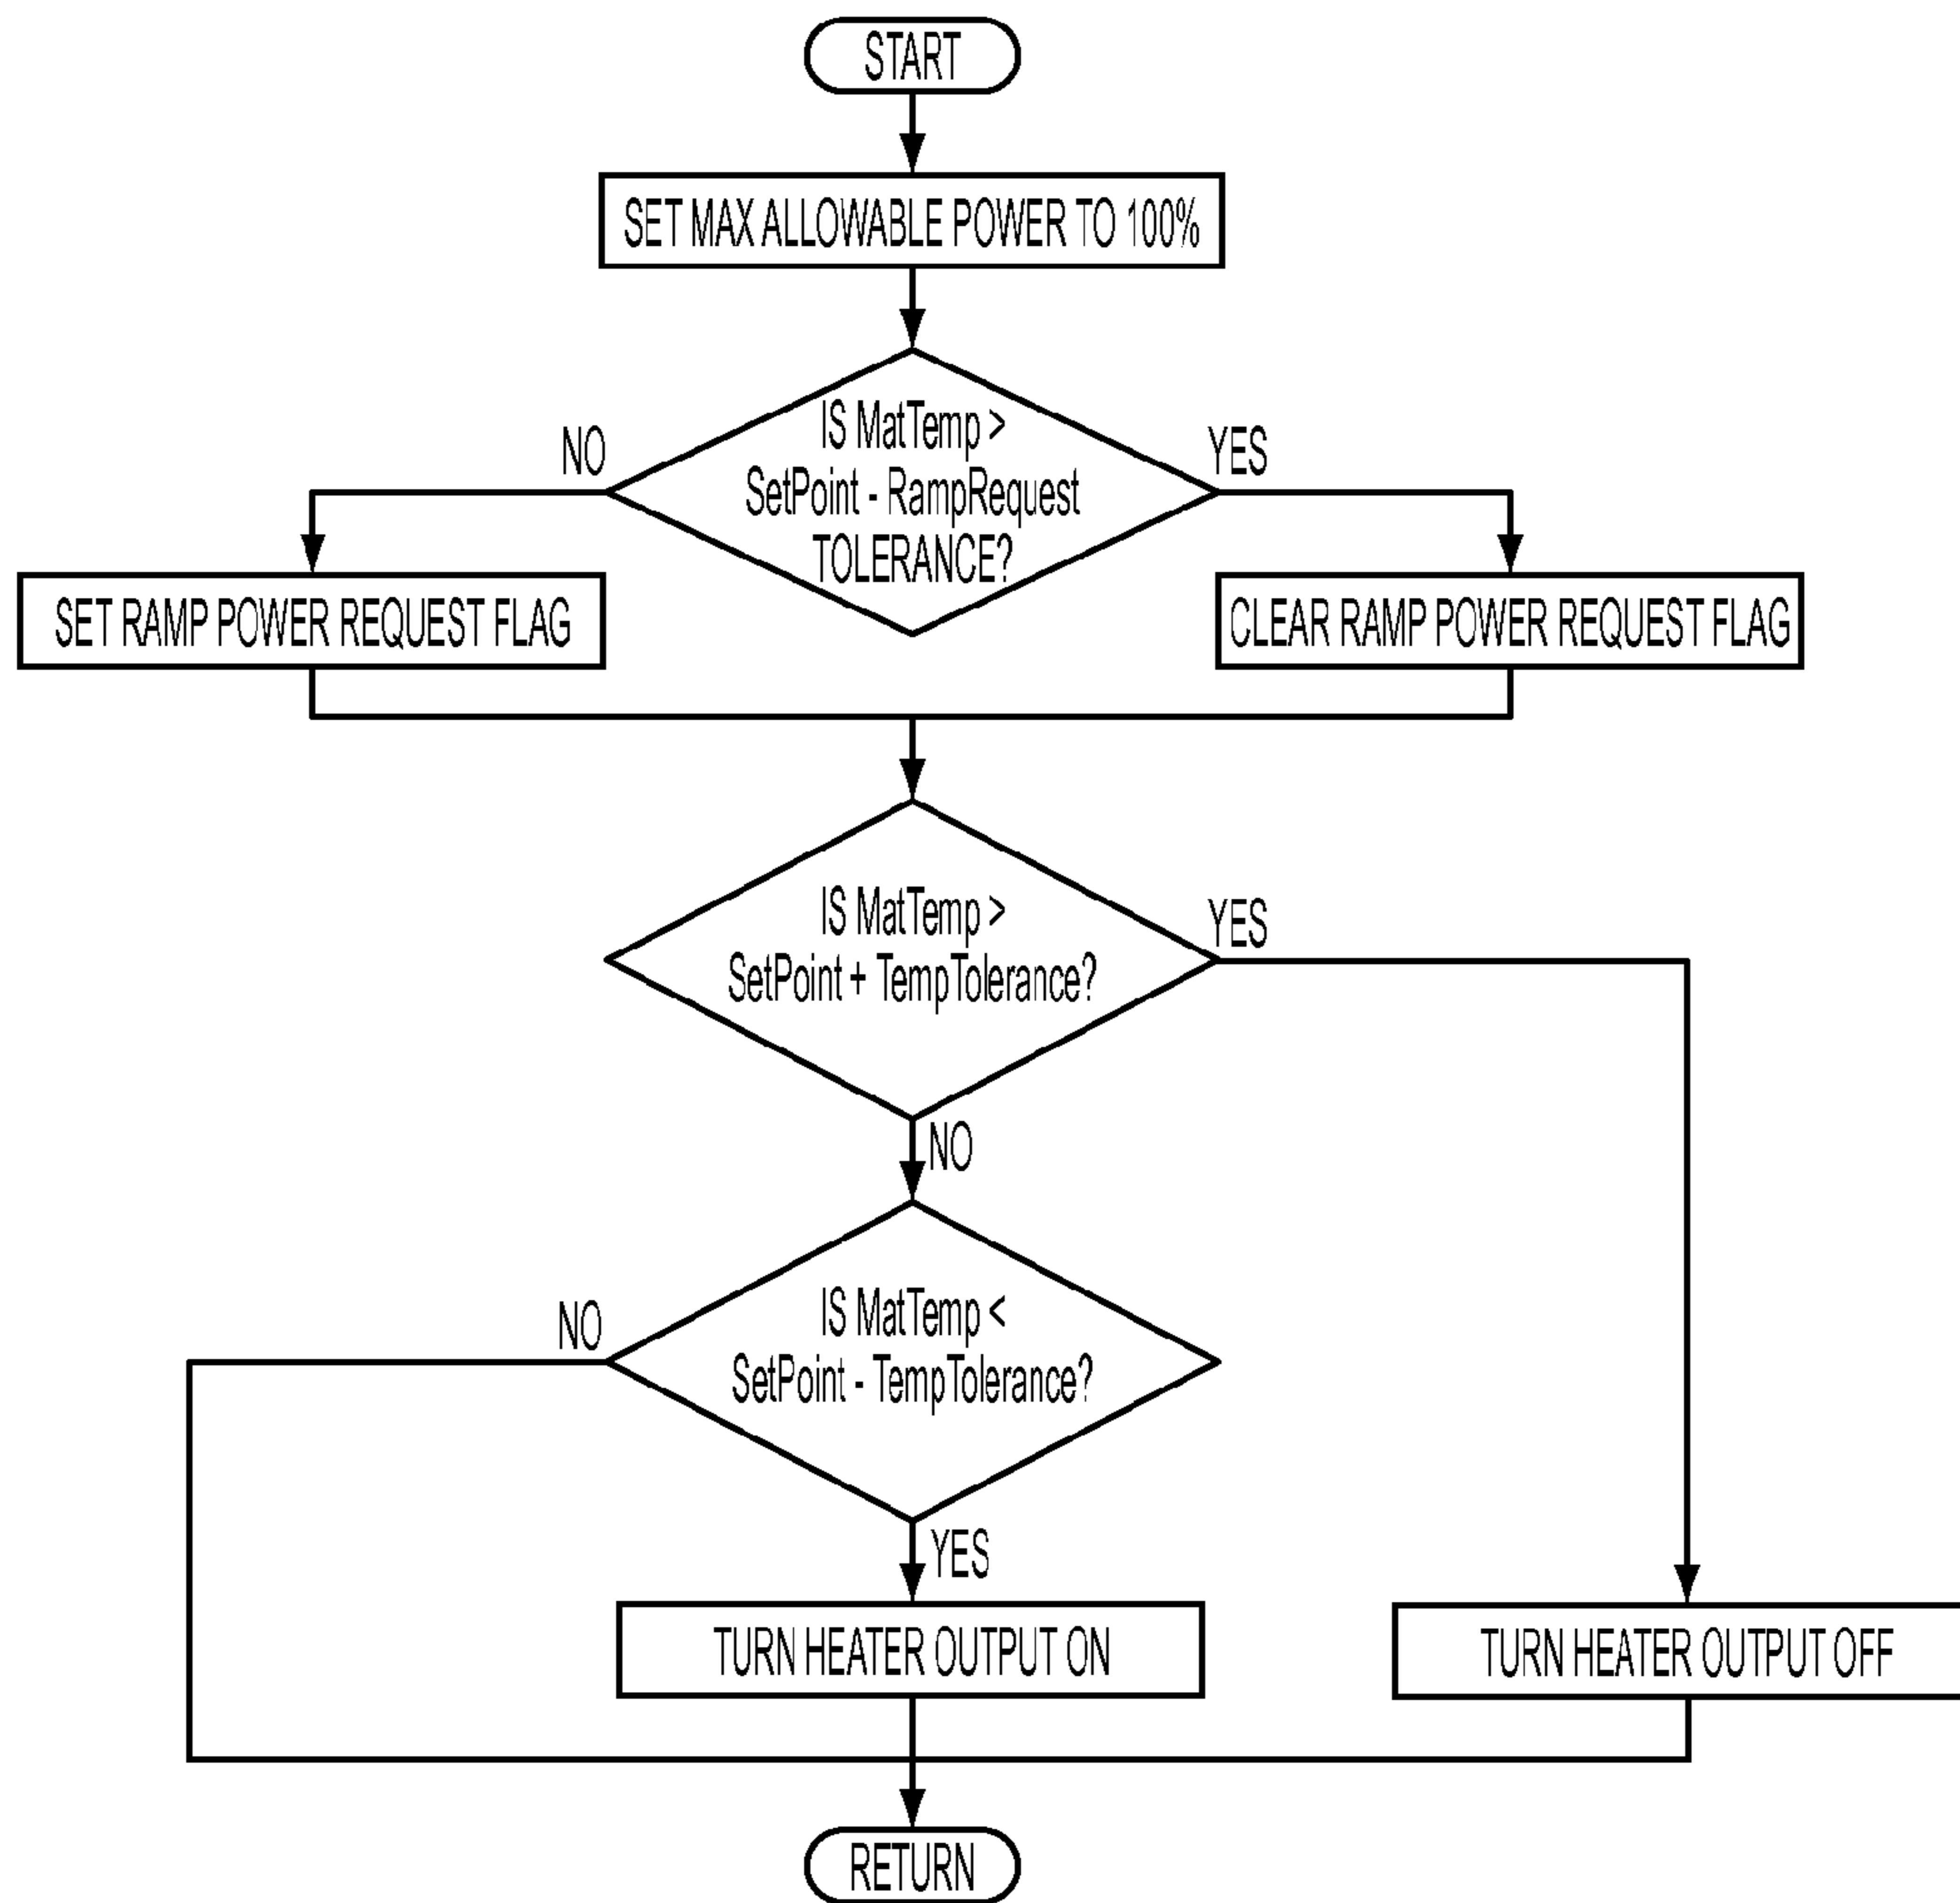 START
SET MAX ALLOWABLE POWER TO 100%
IS MatTemp >
SetPoint - RampRequest
TOLERANCE?
NO
YES
SET RAMP POWER REQUEST FLAG
CLEAR RAMP POWER REQUEST FLAG
IS MatTemp >
SetPoint + TempTolerance?
YES
NO
IS MatTemp <
SetPoint - TempTolerance?
NO
YES
TURN HEATER OUTPUT ON
TURN HEATER OUTPUT OFF
RETURN